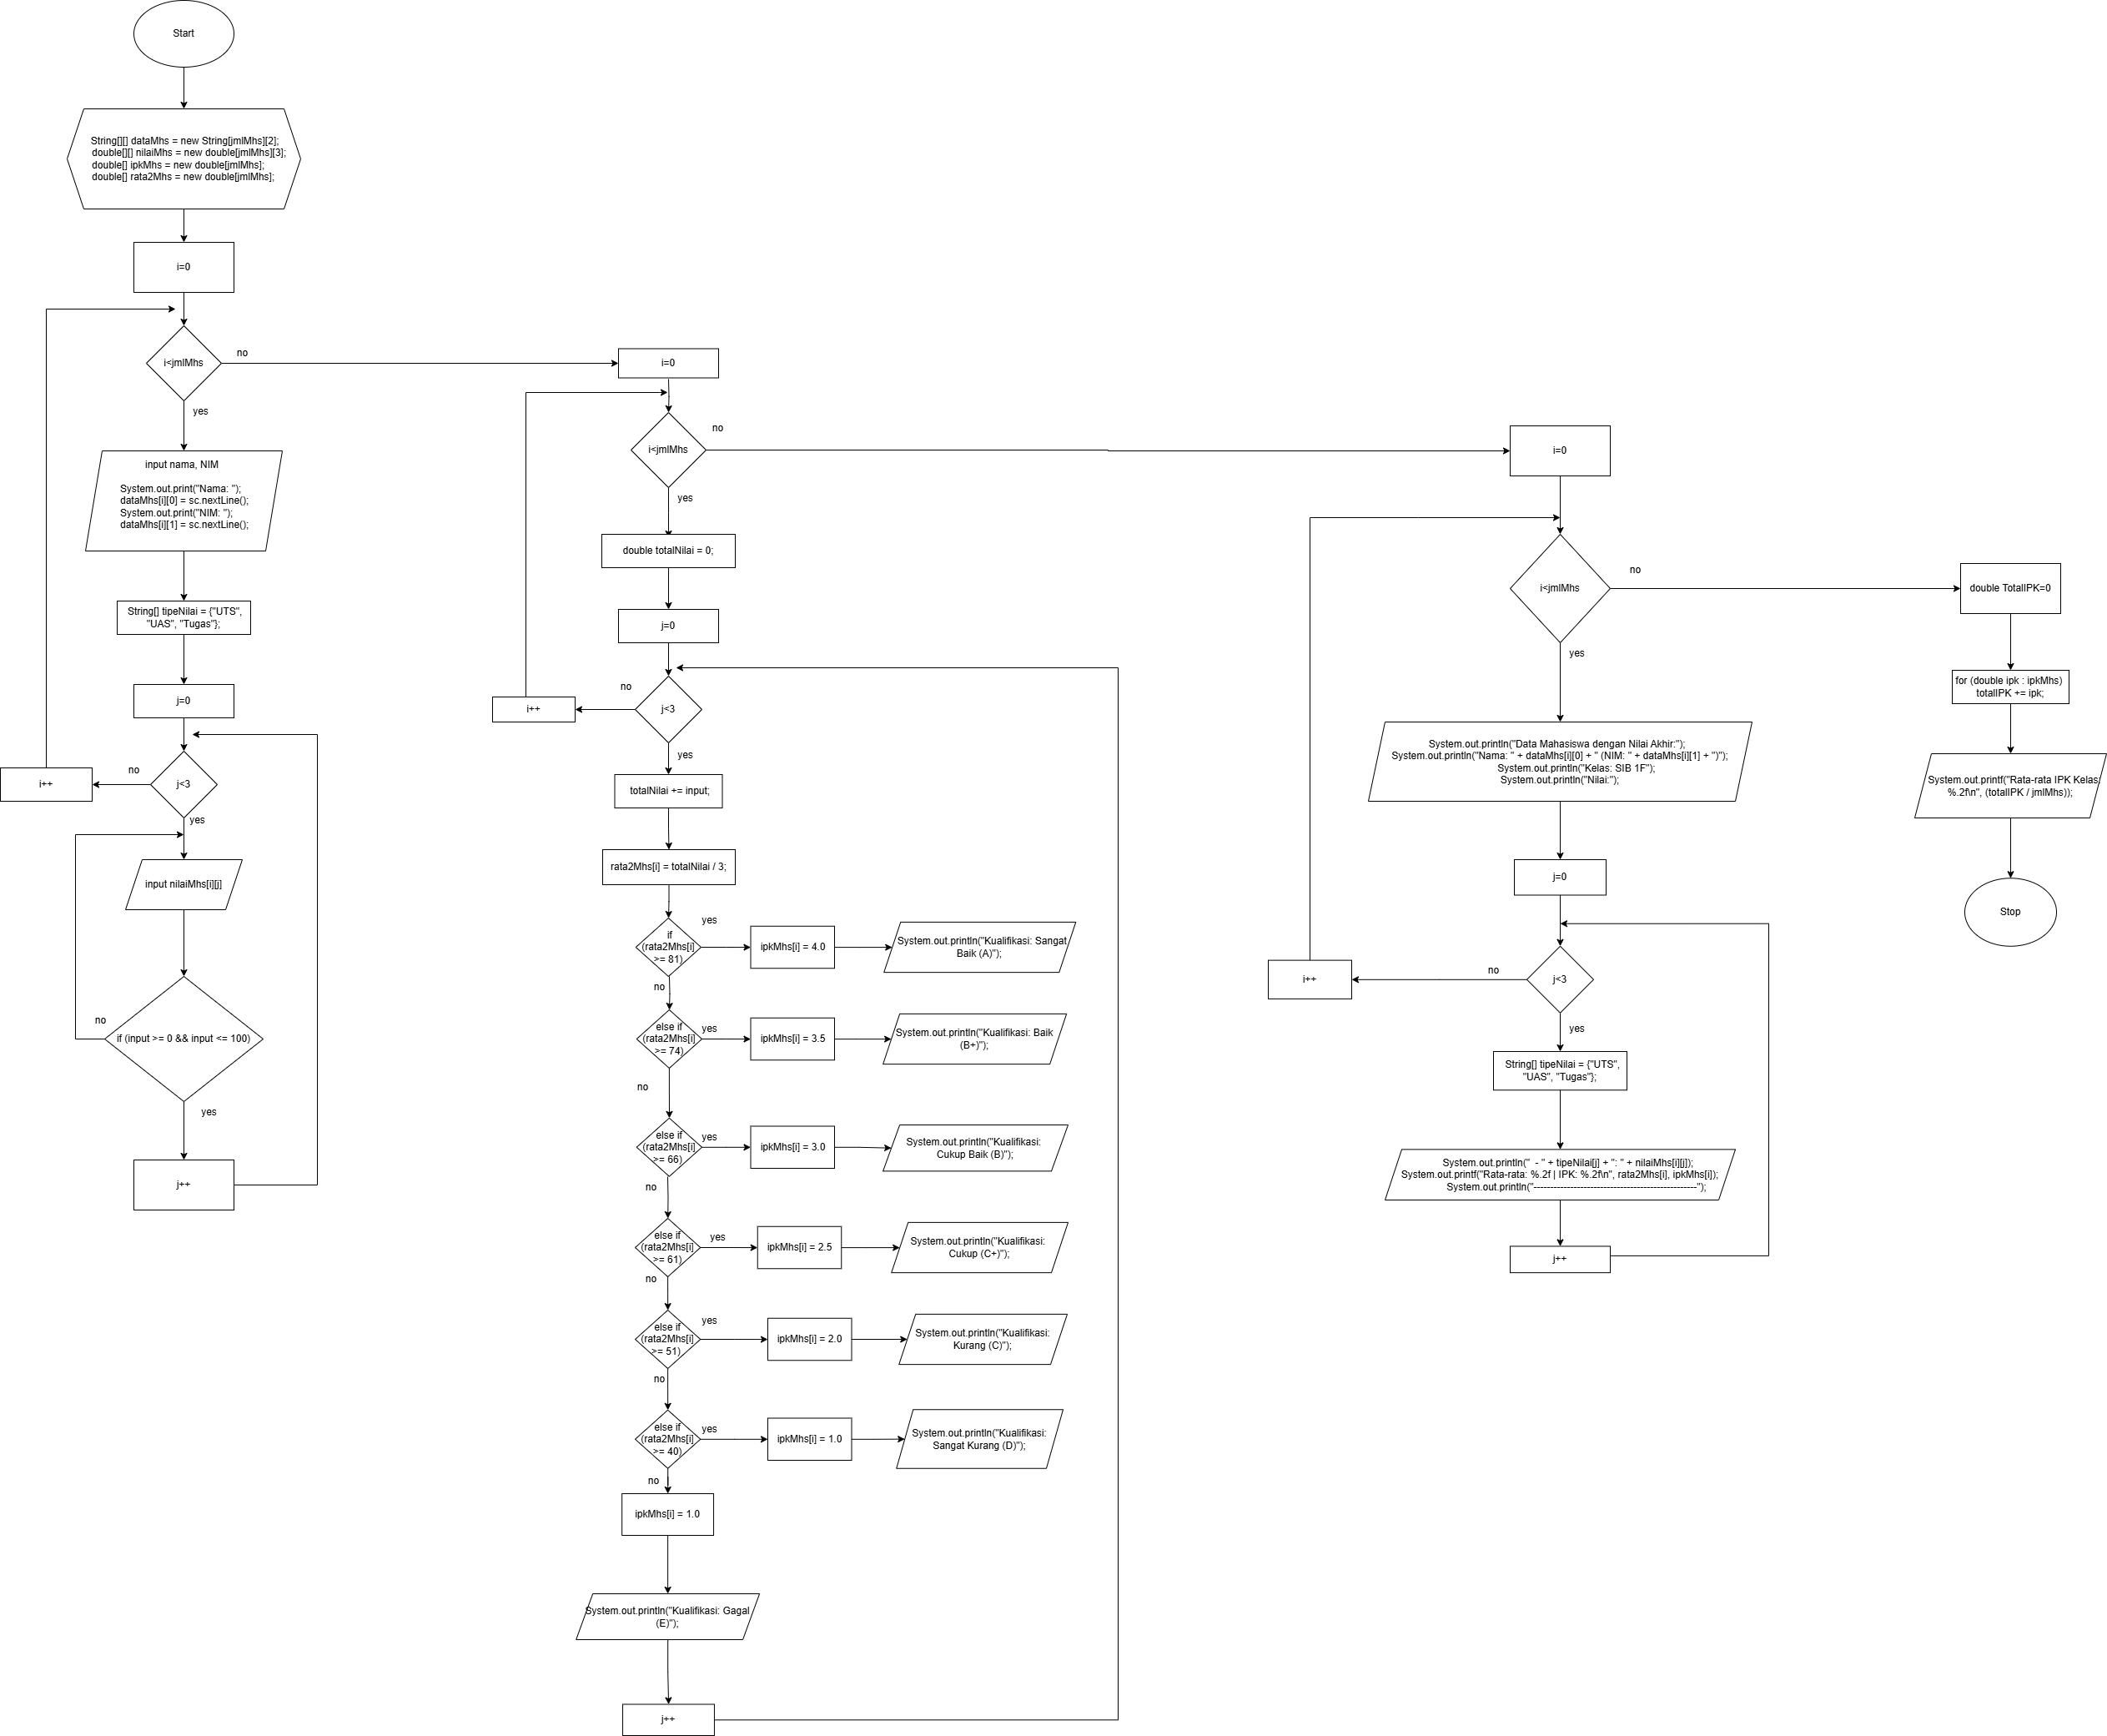 Start
String[][] dataMhs = new String[jmlMhs][2];
double[][] nilaiMhs = new double[jmlMhs][3];
double[] ipkMhs = new double[jmlMhs];
double[] rata2Mhs = new double[jmlMhs];
i=0
i<jmlMhs
no
yes
input nama, NIM
System.out.print("Nama: ");
dataMhs[i][0] = sc.nextLine();
System.out.print("NIM: ");
dataMhs[i][1] = sc.nextLine();
String[] tipeNilai = {"UTS",
"UAS", "Tugas"};
j=0
j<3
no
i++
yes
input nilaiMhs[i][j]
if (input >= 0 && input <= 100)
no
yes
j++
i=0
i<jmlMhs
no
yes
double totalNilai = 0;
j=0
j<3
no
i++
yes
totalNilai += input;
rata2Mhs[i] = totalNilai / 3;
if
(rata2Mhs[i]
>= 81)
yes
ipkMhs[i] = 4.0
System.out.println("Kualifikasi: Sangat
Baik (A)");
no
else if
(rata2Mhs[i]
>= 74)
yes
ipkMhs[i] = 3.5
System.out.println("Kualifikasi: Baik
(B+)");
no
else if
(rata2Mhs[i]
>= 66)
yes
ipkMhs[i] = 3.0
System.out.println("Kualifikasi:
Cukup Baik (B)");
no
else if
(rata2Mhs[i]
>= 61)
yes
ipkMhs[i] = 2.5
System.out.println("Kualifikasi:
Cukup (C+)");
no
else if
(rata2Mhs[i]
>= 51)
yes
ipkMhs[i] = 2.0
System.out.println("Kualifikasi:
Kurang (C)");
no
else if
(rata2Mhs[i]
>= 40)
yes
ipkMhs[i] = 1.0
System.out.println("Kualifikasi:
Sangat Kurang (D)");
no
ipkMhs[i] = 1.0
System.out.println("Kualifikasi: Gagal
(E)");
j++
i=0
i<jmlMhs
no
yes
System.out.println("Data Mahasiswa dengan Nilai Akhir:");
System.out.println("Nama: " + dataMhs[i][0] + " (NIM: " + dataMhs[i][1] + ")");
System.out.println("Kelas: SIB 1F");
System.out.println("Nilai:");
j=0
j<3
no
i++
yes
String[] tipeNilai = {"UTS",
"UAS", "Tugas"};
System.out.println("  - " + tipeNilai[j] + ": " + nilaiMhs[i][j]);
System.out.printf("Rata-rata: %.2f | IPK: %.2f\n", rata2Mhs[i], ipkMhs[i]);
System.out.println("-------------------------------------------------");
j++
double TotalIPK=0
for (double ipk : ipkMhs)
totalIPK += ipk;
System.out.printf("Rata-rata IPK Kelas
%.2f\n", (totalIPK / jmlMhs));
Stop